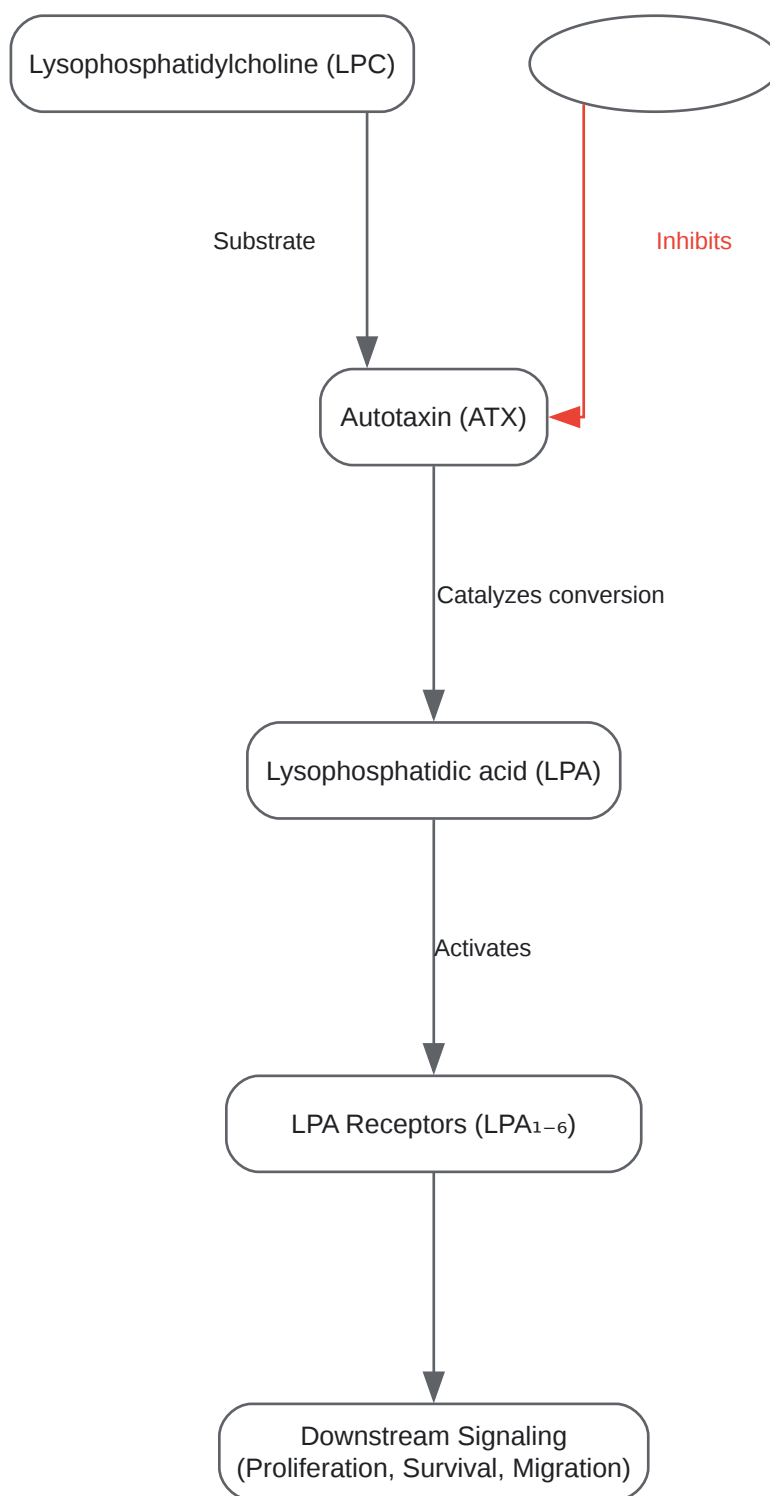 Lysophosphatidylcholine (LPC)
Substrate
Inhibits
Autotaxin (ATX)
Catalyzes conversion
Lysophosphatidic acid (LPA)
Activates
LPA Receptors (LPA₁₋₆)
Downstream Signaling
(Proliferation, Survival, Migration)